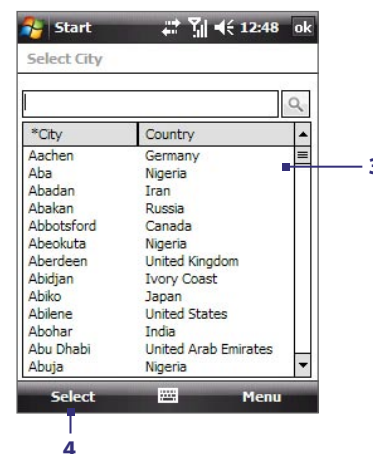 Start 12:48 ok
Select City
*City Country
Aachen Germany
Aba Nigeria
Abadan Iran
Abakan Russia
Abbotsford Canada
Abeokuta Nigeria
Aberdeen United Kingdom
Abidjan Ivory Coast
Abiko Japan
Abilene United States
Abohar India
Abu Dhabi United Arab Emirates
Abuja Nigeria
Select Menu
4